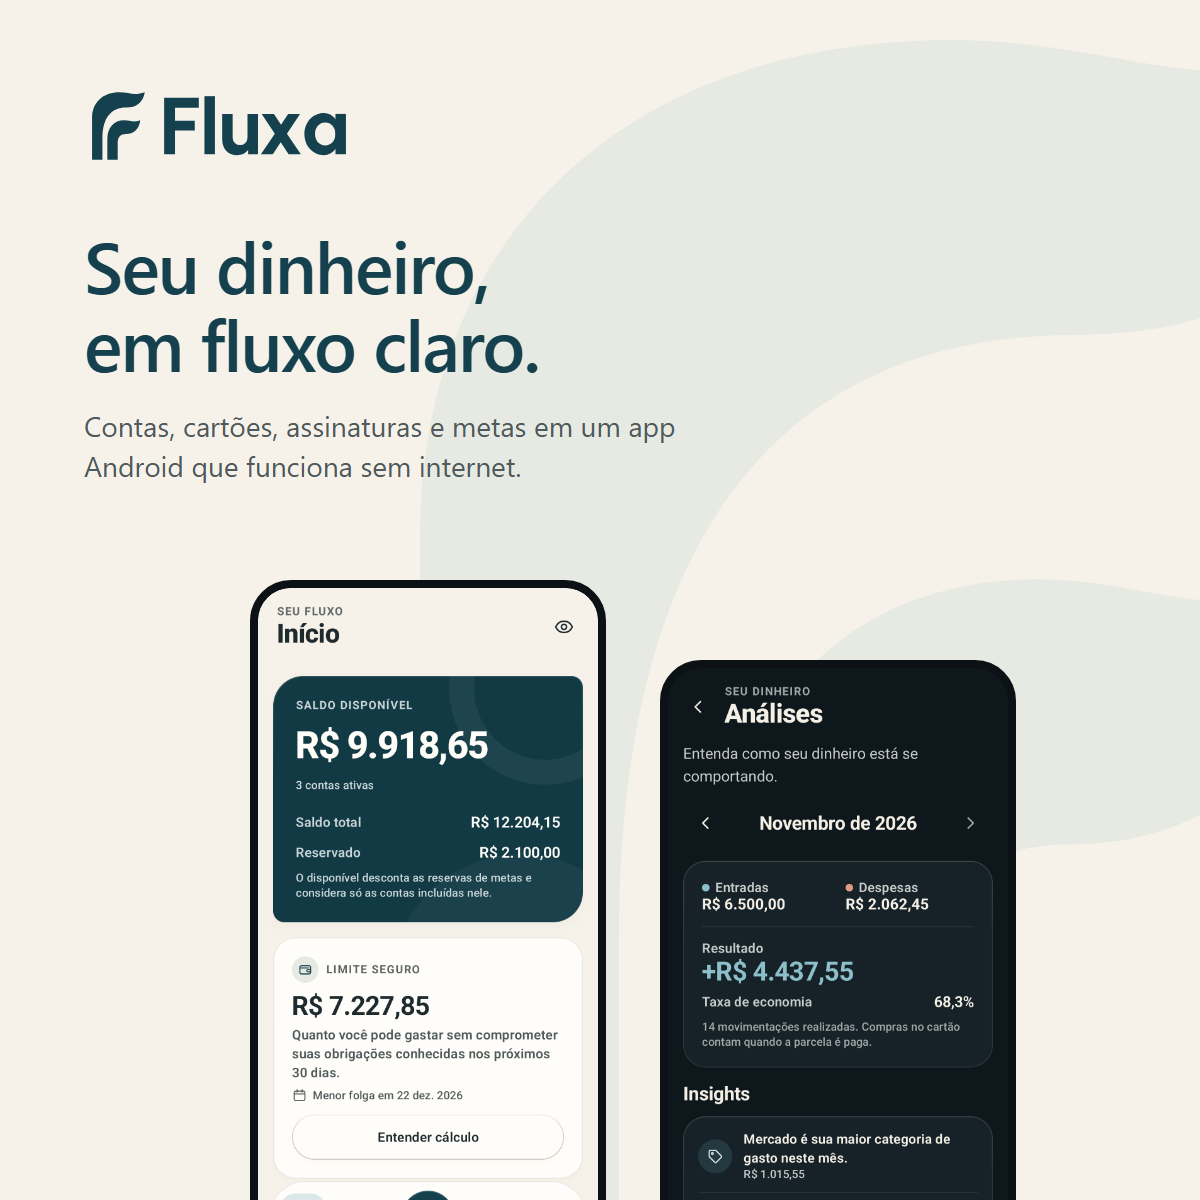 Fluxa
Seu dinheiro,
em fluxo claro.
Contas, cartões, assinaturas e metas em um app
Android que funciona sem internet.
SEU FLUXO
Início
SALDO DISPONÍVEL
R$ 9.918,65
3 contas ativas
Saldo total R$ 12.204,15
Reservado R$ 2.100,00
O disponível desconta as reservas de metas e
considera só as contas incluídas nele.
LIMITE SEGURO
R$ 7.227,85
Quanto você pode gastar sem comprometer
suas obrigações conhecidas nos próximos
30 dias.
Menor folga em 22 dez. 2026
Entender cálculo
SEU DINHEIRO
Análises
Entenda como seu dinheiro está se
comportando.
Novembro de 2026
Entradas Despesas
R$ 6.500,00 R$ 2.062,45
Resultado
+R$ 4.437,55
Taxa de economia 68,3%
14 movimentações realizadas. Compras no cartão
contam quando a parcela é paga.
Insights
Mercado é sua maior categoria de
gasto neste mês.
R$ 1.015,55